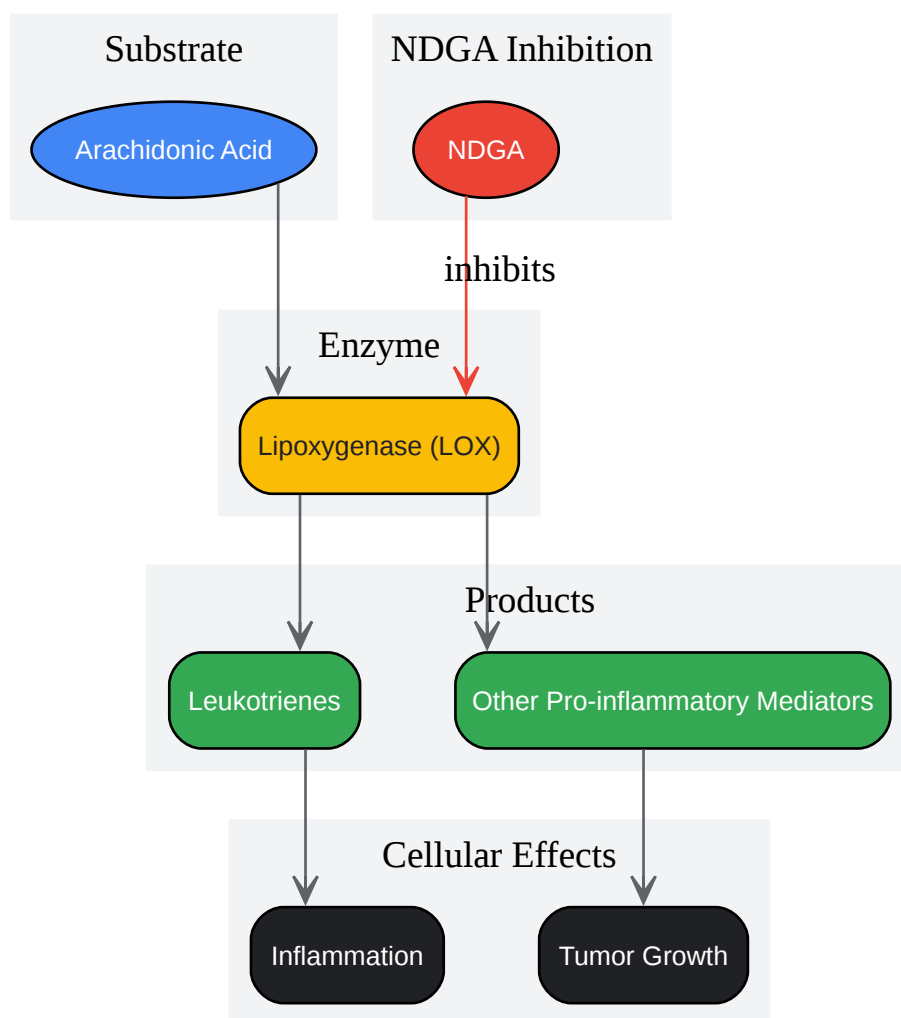 Substrate
NDGA Inhibition
Arachidonic Acid
NDGA
inhibits
Enzyme
Lipoxygenase (LOX)
Products
Leukotrienes
Other Pro-inflammatory Mediators
Cellular Effects
Inflammation
Tumor Growth